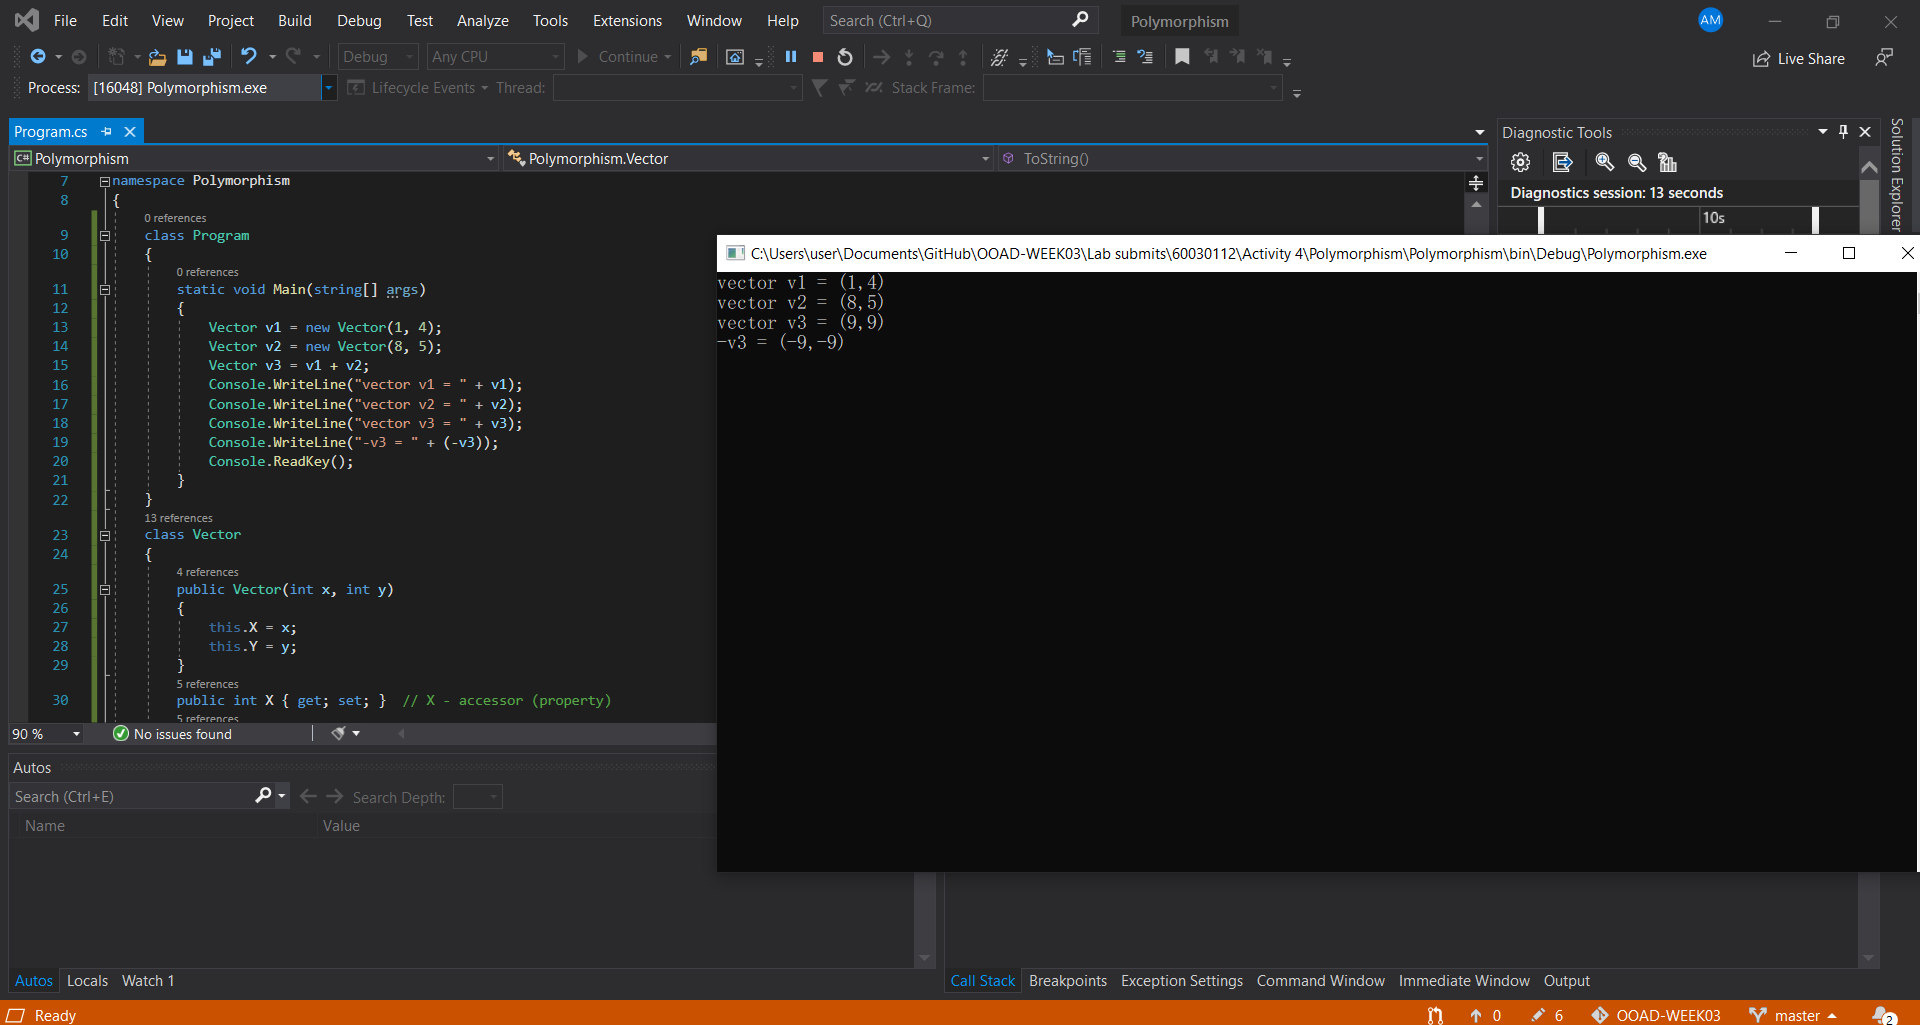 File Edit View Project Build Debug Test Analyze Tools Extensions Window Help Search (Ctrl+Q) Polymorphism AM
Debug Any CPU Continue Live Share
Process: [16048] Polymorphism.exe Lifecycle Events Thread: Stack Frame:
Program.cs
C# Polymorphism Polymorphism.Vector ToString()
7 namespace Polymorphism
8 {
0 references
9 class Program
10 {
0 references
11 static void Main(string[] args)
12 {
13 Vector v1 = new Vector(1, 4);
14 Vector v2 = new Vector(8, 5);
15 Vector v3 = v1 + v2;
16 Console.WriteLine("vector v1 = " + v1);
17 Console.WriteLine("vector v2 = " + v2);
18 Console.WriteLine("vector v3 = " + v3);
19 Console.WriteLine("-v3 = " + (-v3));
20 Console.ReadKey();
21 }
22 }
13 references
23 class Vector
24 {
4 references
25 public Vector(int x, int y)
26 {
27 this.X = x;
28 this.Y = y;
29 }
5 references
30 public int X { get; set; } // X - accessor (property)
5 references
90 % No issues found
Diagnostic Tools
Diagnostics session: 13 seconds
10s
Solution Explorer
C:\Users\user\Documents\GitHub\OOAD-WEEK03\Lab submits\60030112\Activity 4\Polymorphism\Polymorphism\bin\Debug\Polymorphism.exe
vector v1 = (1,4)
vector v2 = (8,5)
vector v3 = (9,9)
-v3 = (-9,-9)
Autos
Search (Ctrl+E) Search Depth:
Name Value
Autos Locals Watch 1
Call Stack Breakpoints Exception Settings Command Window Immediate Window Output
Ready 0 6 OOAD-WEEK03 master 2